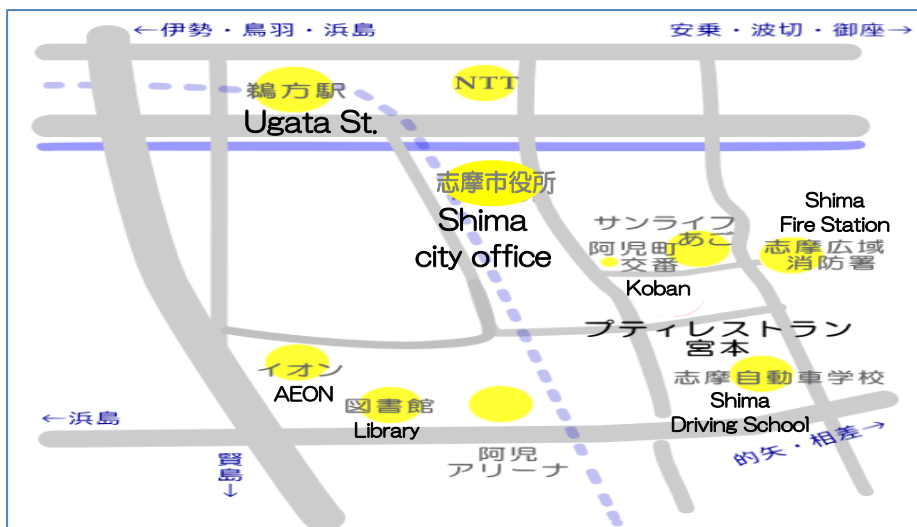 ←伊勢・鳥羽・浜島
安乗・波切・御座→
鵜方駅
Ugata St.
NTT
志摩市役所
Shima
city office
サンライフ
あご
阿児町
交番
Koban
Shima
Fire Station
志摩広域
消防署
プティレストラン
宮本
イオン
AEON
図書館
Library
志摩自動車学校
Shima
Driving School
←浜島
阿児
アリーナ
的矢・相差→
賢島→